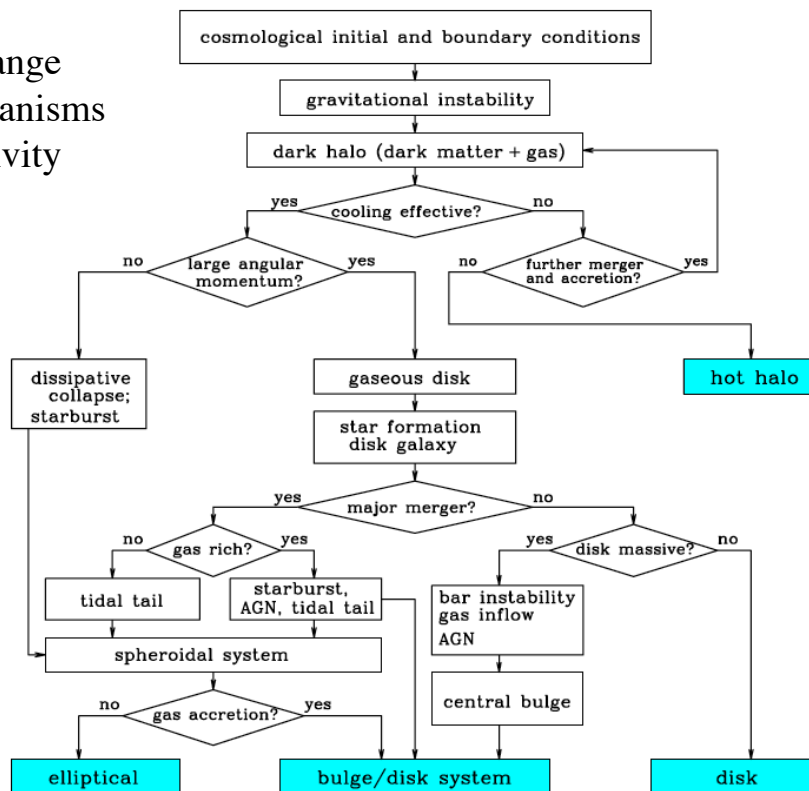 cosmological initial and boundary conditions
ange
anisms
ivity
gravitational instability
dark halo (dark matter + gas)
yes
no
cooling effective?
no
yes
large angular
momentum?
no
yes
further merger
and accretion?
dissipative
collapse;
starburst
gaseous disk
hot halo
star formation
disk galaxy
yes
no
major merger?
no
yes
gas rich?
yes
no
disk massive?
tidal tail
starburst,
AGN, tidal tail
bar instability
gas inflow
AGN
spheroidal system
central bulge
no
yes
gas accretion?
elliptical
bulge/disk system
disk